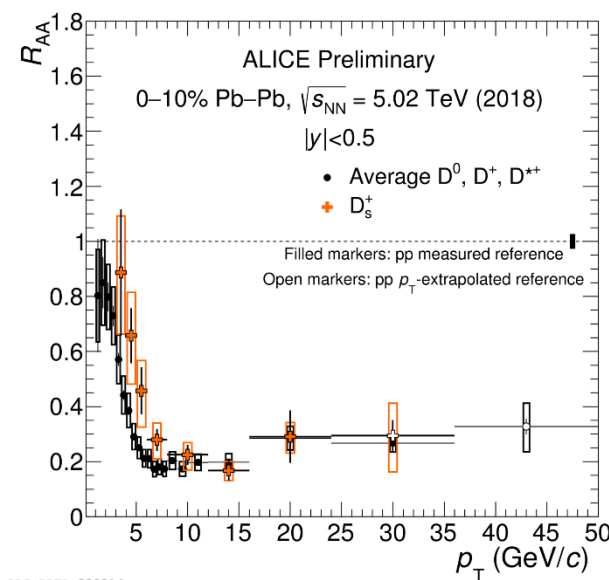 R_AA
1.8
1.6
1.4
1.2
1
0.8
0.6
0.4
0.2
0
ALICE Preliminary
0–10% Pb–Pb, √s_NN = 5.02 TeV (2018)
|y|<0.5
Average D⁰, D⁺, D*⁺
D_s⁺
Filled markers: pp measured reference
Open markers: pp p_T-extrapolated reference
5 10 15 20 25 30 35 40 45 50
p_T (GeV/c)